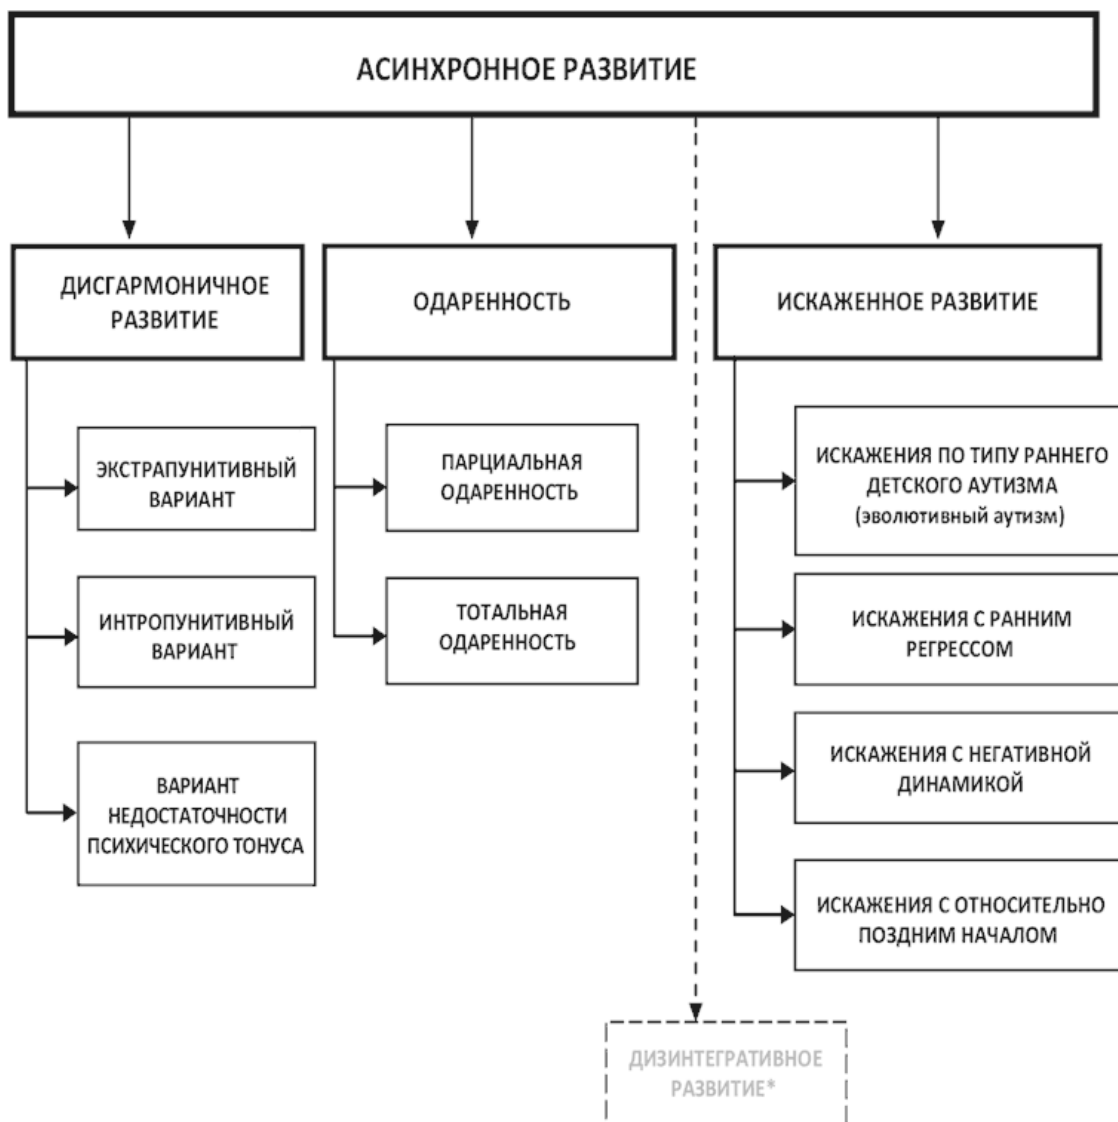 АСИНХРОННОЕ РАЗВИТИЕ
ДИСГАРМОНИЧНОЕ
РАЗВИТИЕ
ЭКСТРАПУНИТИВНЫЙ
ВАРИАНТ
ИНТРОПУНИТИВНЫЙ
ВАРИАНТ
ВАРИАНТ
НЕДОСТАТОЧНОСТИ
ПСИХИЧЕСКОГО ТОНУСА
ОДАРЕННОСТЬ
ПАРЦИАЛЬНАЯ
ОДАРЕННОСТЬ
ТОТАЛЬНАЯ
ОДАРЕННОСТЬ
ИСКАЖЕННОЕ РАЗВИТИЕ
ИСКАЖЕНИЯ ПО ТИПУ РАННЕГО
ДЕТСКОГО АУТИЗМА
(эволютивный аутизм)
ИСКАЖЕНИЯ С РАННИМ
РЕГРЕССОМ
ИСКАЖЕНИЯ С НЕГАТИВНОЙ
ДИНАМИКОЙ
ИСКАЖЕНИЯ С ОТНОСИТЕЛЬНО
ПОЗДНИМ НАЧАЛОМ
ДИЗИНТЕГРАТИВНОЕ
РАЗВИТИЕ*